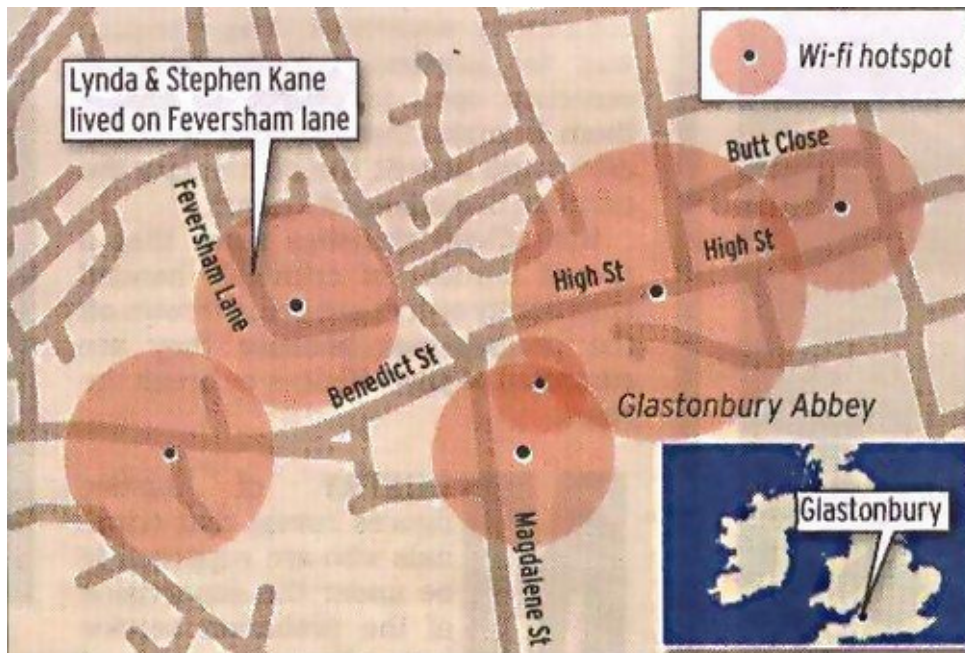 Lynda & Stephen Kane
lived on Feversham lane
Wi-fi hotspot
Butt Close
Feversham Lane
High St
High St
Benedict St
Glastonbury Abbey
Magdalene St
Glastonbury